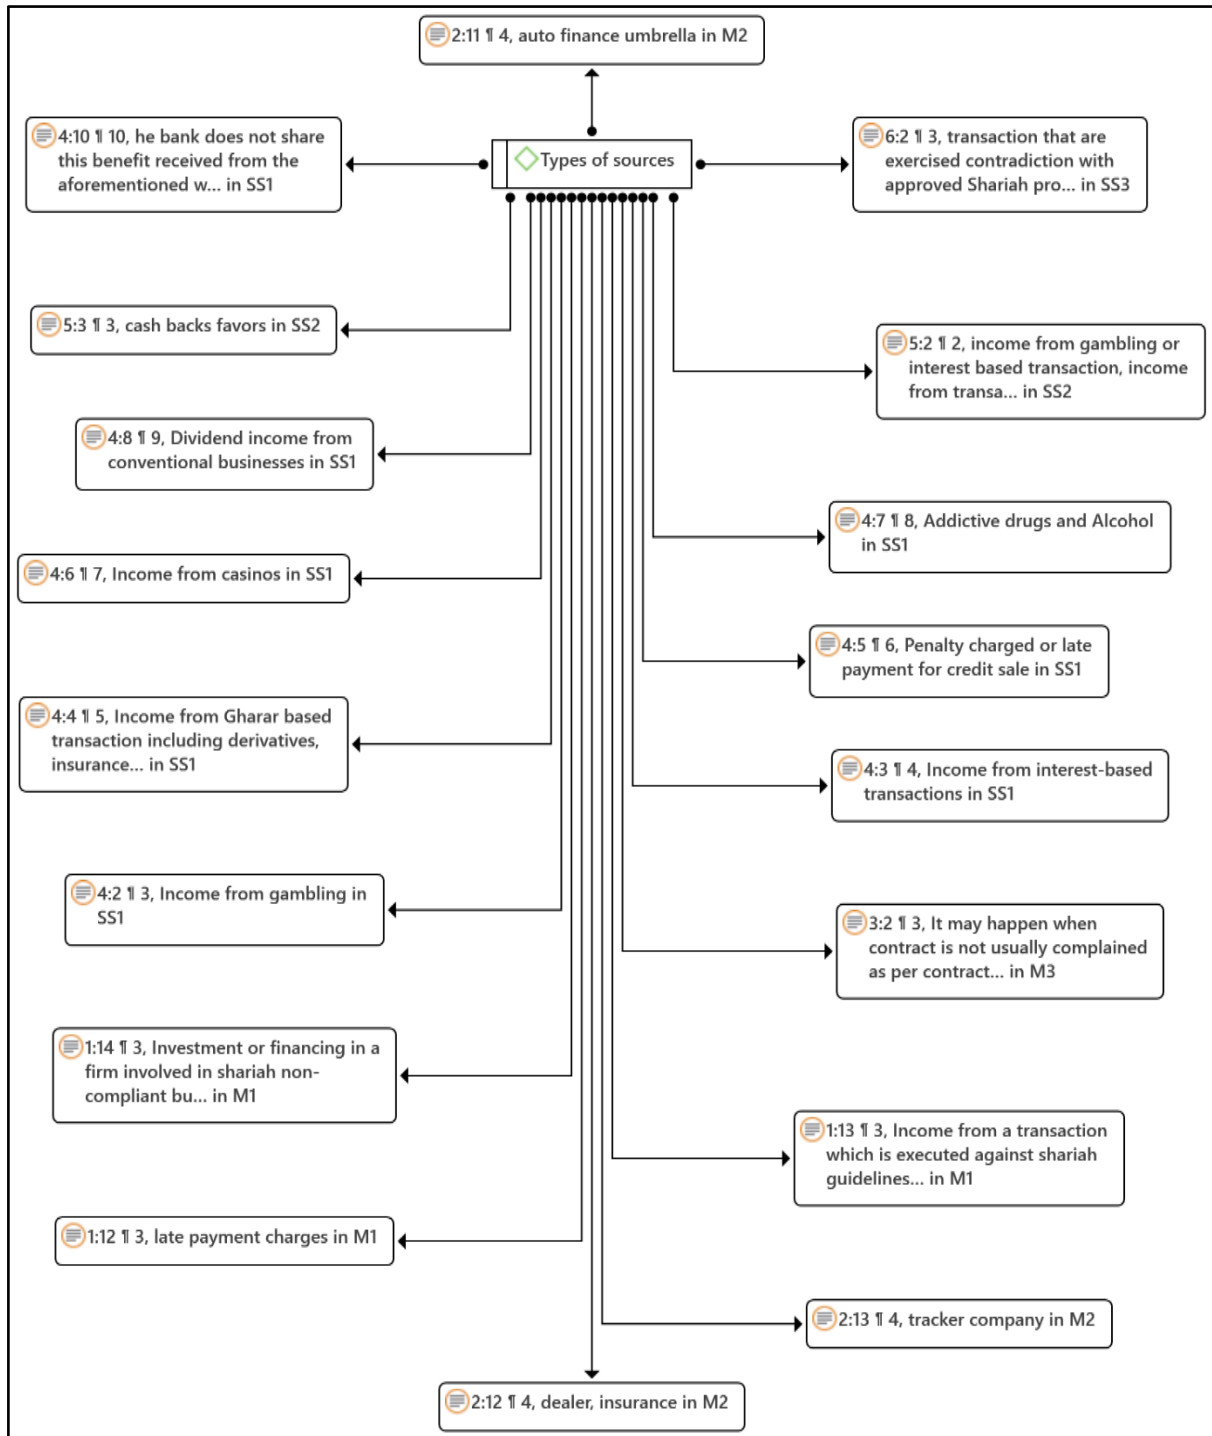 2:11 ¶ 4, auto finance umbrella in M2
4:10 ¶ 10, he bank does not share
this benefit received from the
aforementioned w... in SS1
Types of sources
6:2 ¶ 3, transaction that are
exercised contradiction with
approved Shariah pro... in SS3
5:3 ¶ 3, cash backs favors in SS2
5:2 ¶ 2, income from gambling or
interest based transaction, income
from transa... in SS2
4:8 ¶ 9, Dividend income from
conventional businesses in SS1
4:7 ¶ 8, Addictive drugs and Alcohol
in SS1
4:6 ¶ 7, Income from casinos in SS1
4:5 ¶ 6, Penalty charged or late
payment for credit sale in SS1
4:4 ¶ 5, Income from Gharar based
transaction including derivatives,
insurance... in SS1
4:3 ¶ 4, Income from interest-based
transactions in SS1
4:2 ¶ 3, Income from gambling in
SS1
3:2 ¶ 3, It may happen when
contract is not usually complained
as per contract... in M3
1:14 ¶ 3, Investment or financing in a
firm involved in shariah non-
compliant bu... in M1
1:13 ¶ 3, Income from a transaction
which is executed against shariah
guidelines... in M1
1:12 ¶ 3, late payment charges in M1
2:13 ¶ 4, tracker company in M2
2:12 ¶ 4, dealer, insurance in M2